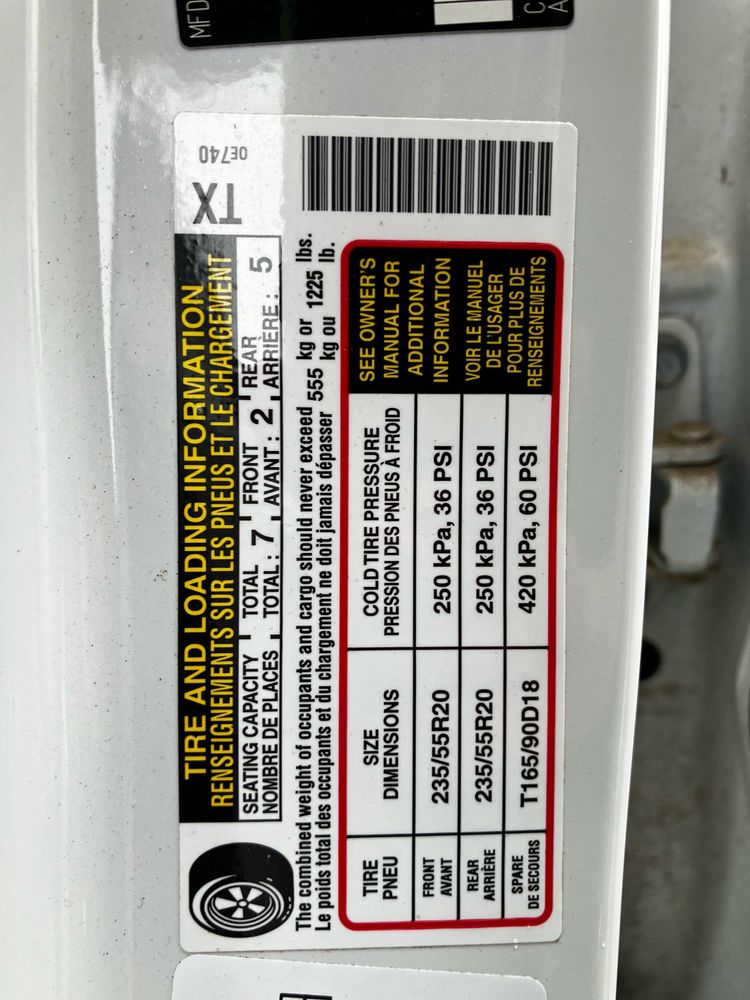 MFD
TX
0E740
TIRE AND LOADING INFORMATION
RENSEIGNEMENTS SUR LES PNEUS ET LE CHARGEMENT
SEATING CAPACITY TOTAL FRONT REAR
NOMBRE DE PLACES TOTAL : 7 AVANT : 2 ARRIÈRE : 5
The combined weight of occupants and cargo should never exceed 555 kg or 1225 lbs.
Le poids total des occupants et du chargement ne doit jamais dépasser kg ou lb.
TIRE SIZE COLD TIRE PRESSURE
PNEU DIMENSIONS PRESSION DES PNEUS À FROID
FRONT 235/55R20 250 kPa, 36 PSI
AVANT
REAR 235/55R20 250 kPa, 36 PSI
ARRIÈRE
SPARE T165/90D18 420 kPa, 60 PSI
DE SECOURS
SEE OWNER'S
MANUAL FOR
ADDITIONAL
INFORMATION
VOIR LE MANUEL
DE L'USAGER
POUR PLUS DE
RENSEIGNEMENTS